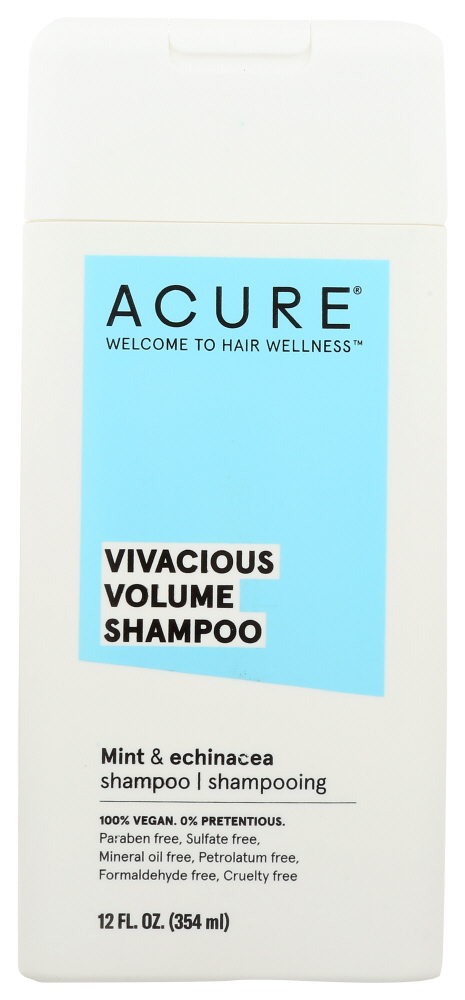 ACURE®
WELCOME TO HAIR WELLNESS™
VIVACIOUS
VOLUME
SHAMPOO
Mint & echinacea
shampoo | shampooing
100% VEGAN. 0% PRETENTIOUS.
Paraben free, Sulfate free,
Mineral oil free, Petrolatum free,
Formaldehyde free, Cruelty free
12 FL. OZ. (354 ml)